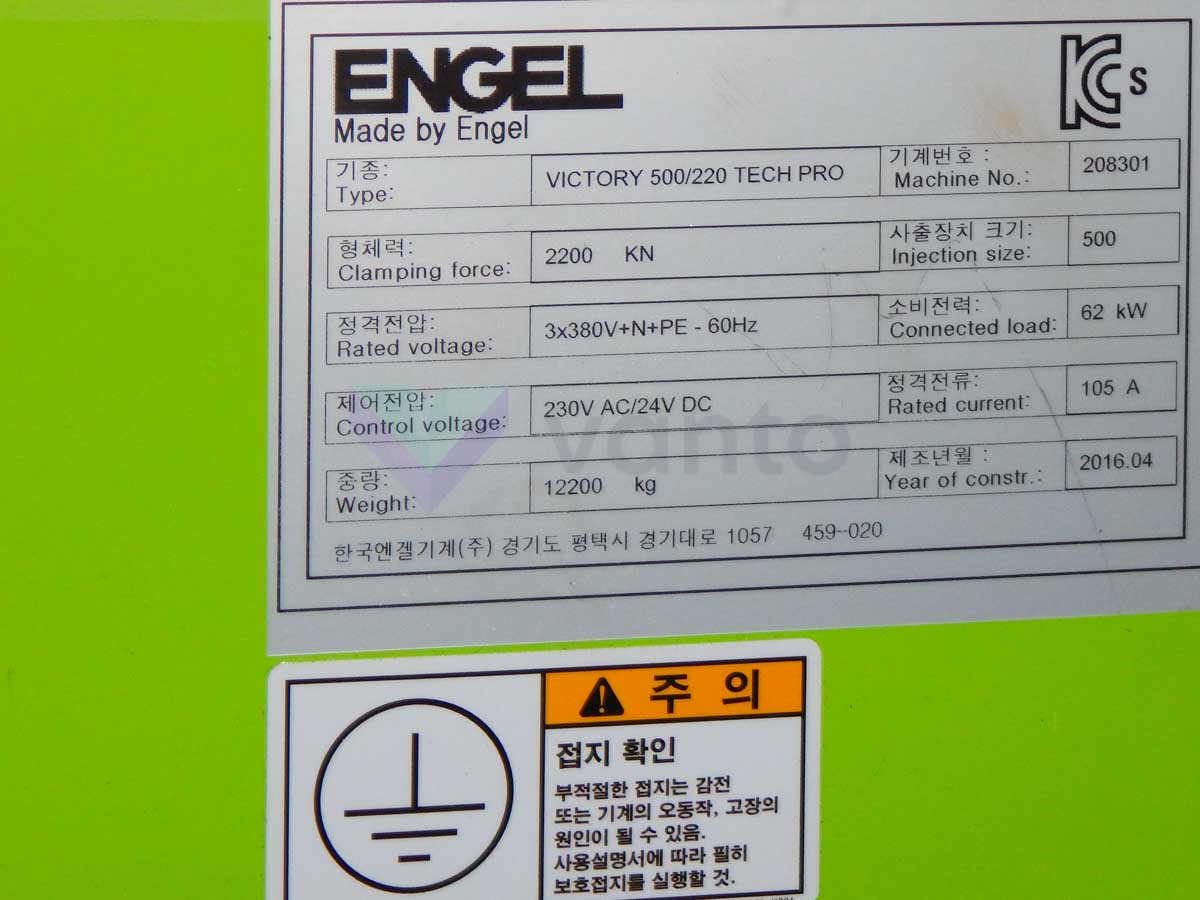 ENGEL
Made by Engel
KC s
기종:
Type:
VICTORY 500/220 TECH PRO
기계번호 :
Machine No.:
208301
형체력:
Clamping force:
2200 KN
사출장치 크기:
Injection size:
500
정격전압:
Rated voltage:
3x380V+N+PE - 60Hz
소비전력:
Connected load:
62 kW
제어전압:
Control voltage:
230V AC/24V DC
정격전류:
Rated current:
105 A
중량:
Weight:
12200 kg
제조년월 :
Year of constr.:
2016.04
한국엔겔기계(주) 경기도 평택시 경기대로 1057 459-020
vanto
주 의
접지 확인
부적절한 접지는 감전
또는 기계의 오동작, 고장의
원인이 될 수 있음.
사용설명서에 따라 필히
보호접지를 실행할 것.